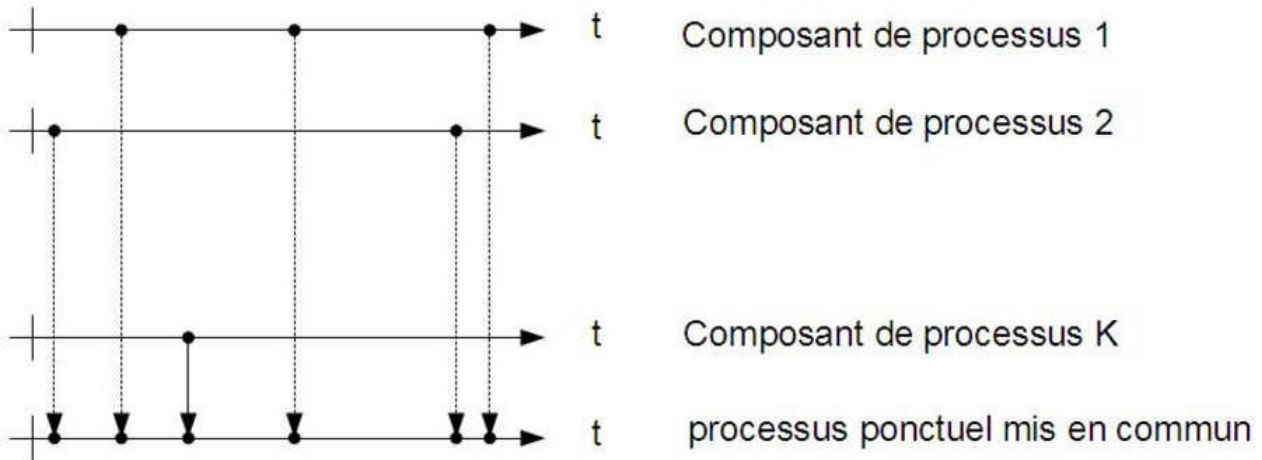 t Composant de processus 1
t Composant de processus 2
t Composant de processus K
t processus ponctuel mis en commun